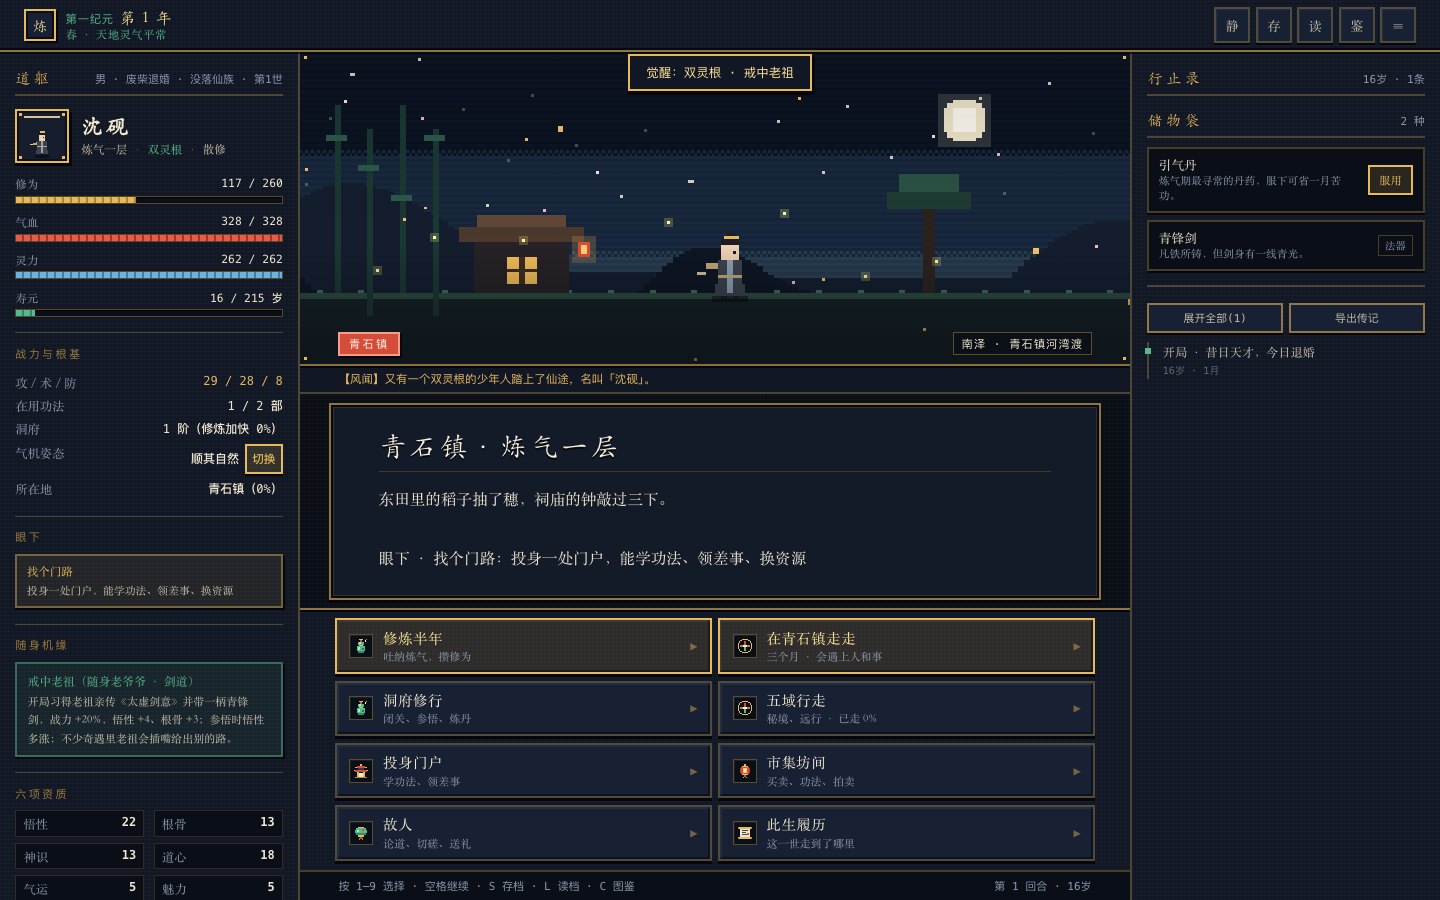 炼
第一纪元 第 1 年
春 · 天地灵气平常
静 存 读 鉴 ≡
道躯
男 · 废柴退婚 · 没落仙族 · 第1世
沈砚
炼气一层 · 双灵根 · 散修
修为 117 / 260
气血 328 / 328
灵力 262 / 262
寿元 16 / 215 岁
战力与根基
攻 / 术 / 防 29 / 28 / 8
在用功法 1 / 2 部
洞府 1 阶 (修炼加快 0%)
气机姿态 顺其自然 切换
所在地 青石镇 (0%)
眼下
找个门路
投身一处门户，能学功法、领差事、换资源
随身机缘
戒中老祖（随身老爷爷 · 剑道）
开局习得老祖亲传《太虚剑意》并带一柄青锋
剑，战力 +20%，悟性 +4、根骨 +3；参悟时悟性
多涨；不少奇遇里老祖会插嘴给出别的路。
六项资质
悟性 22 根骨 13
神识 13 道心 18
气运 5 魅力 5
觉醒：双灵根 · 戒中老祖
青石镇
南泽 · 青石镇河湾渡
【风闻】又有一个双灵根的少年人踏上了仙途，名叫「沈砚」。
青石镇 · 炼气一层
东田里的稻子抽了穗，祠庙的钟敲过三下。
眼下 · 找个门路：投身一处门户，能学功法、领差事、换资源
修炼半年
吐纳炼气，攒修为
在青石镇走走
三个月 · 会遇上人和事
洞府修行
闭关、参悟、炼丹
五域行走
秘境、远行 · 已走 0%
投身门户
学功法、领差事
市集坊间
买卖、功法、拍卖
故人
论道、切磋、送礼
此生履历
这一世走到了哪里
按 1–9 选择 · 空格继续 · S 存档 · L 读档 · C 图鉴
第 1 回合 · 16岁
行止录 16岁 · 1条
储物袋 2 种
引气丹
炼气期最寻常的丹药，服下可省一月苦
功。
服用
青锋剑
凡铁所铸，但剑身有一线青光。
法器
展开全部(1) 导出传记
开局 · 昔日天才，今日退婚
16岁 · 1月